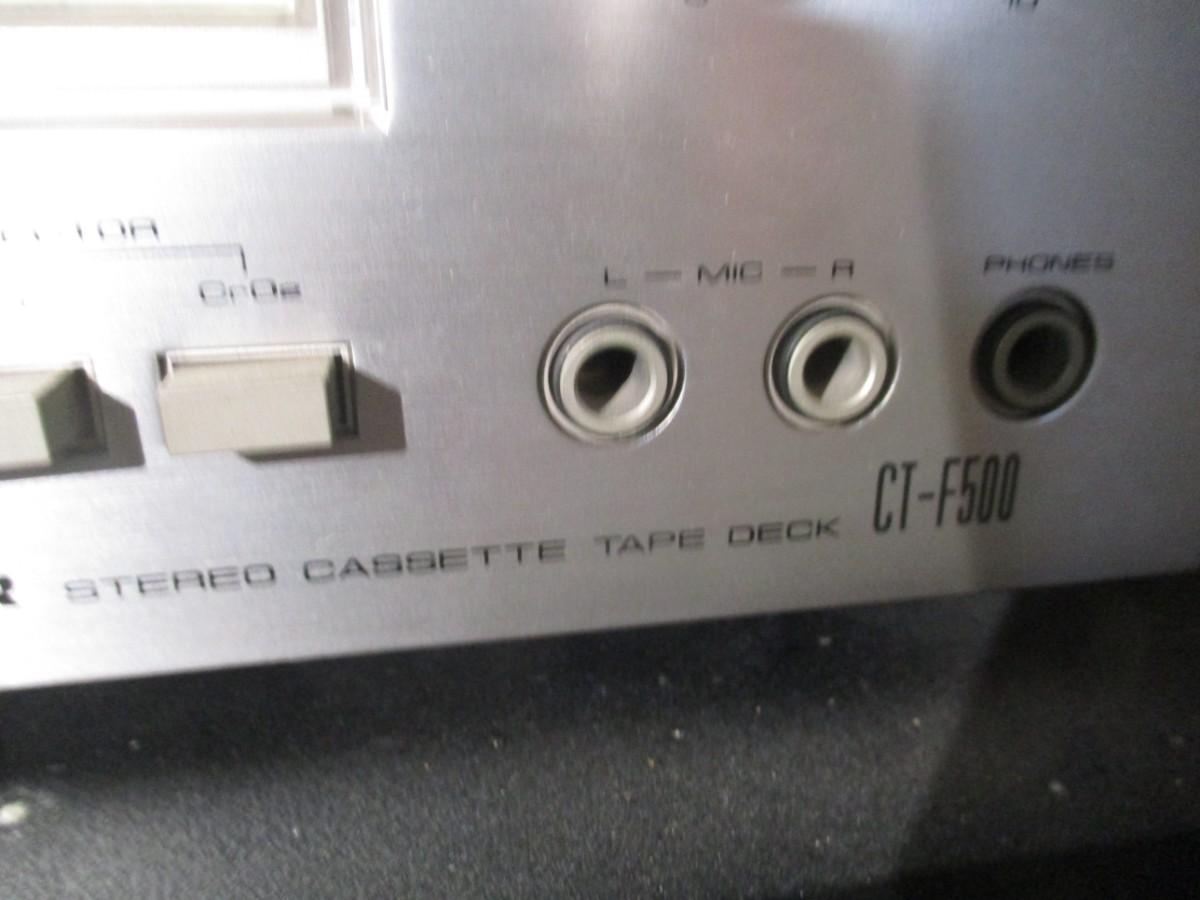 CrO₂
L — MIC — R
PHONES
CT-F500
STEREO CASSETTE TAPE DECK